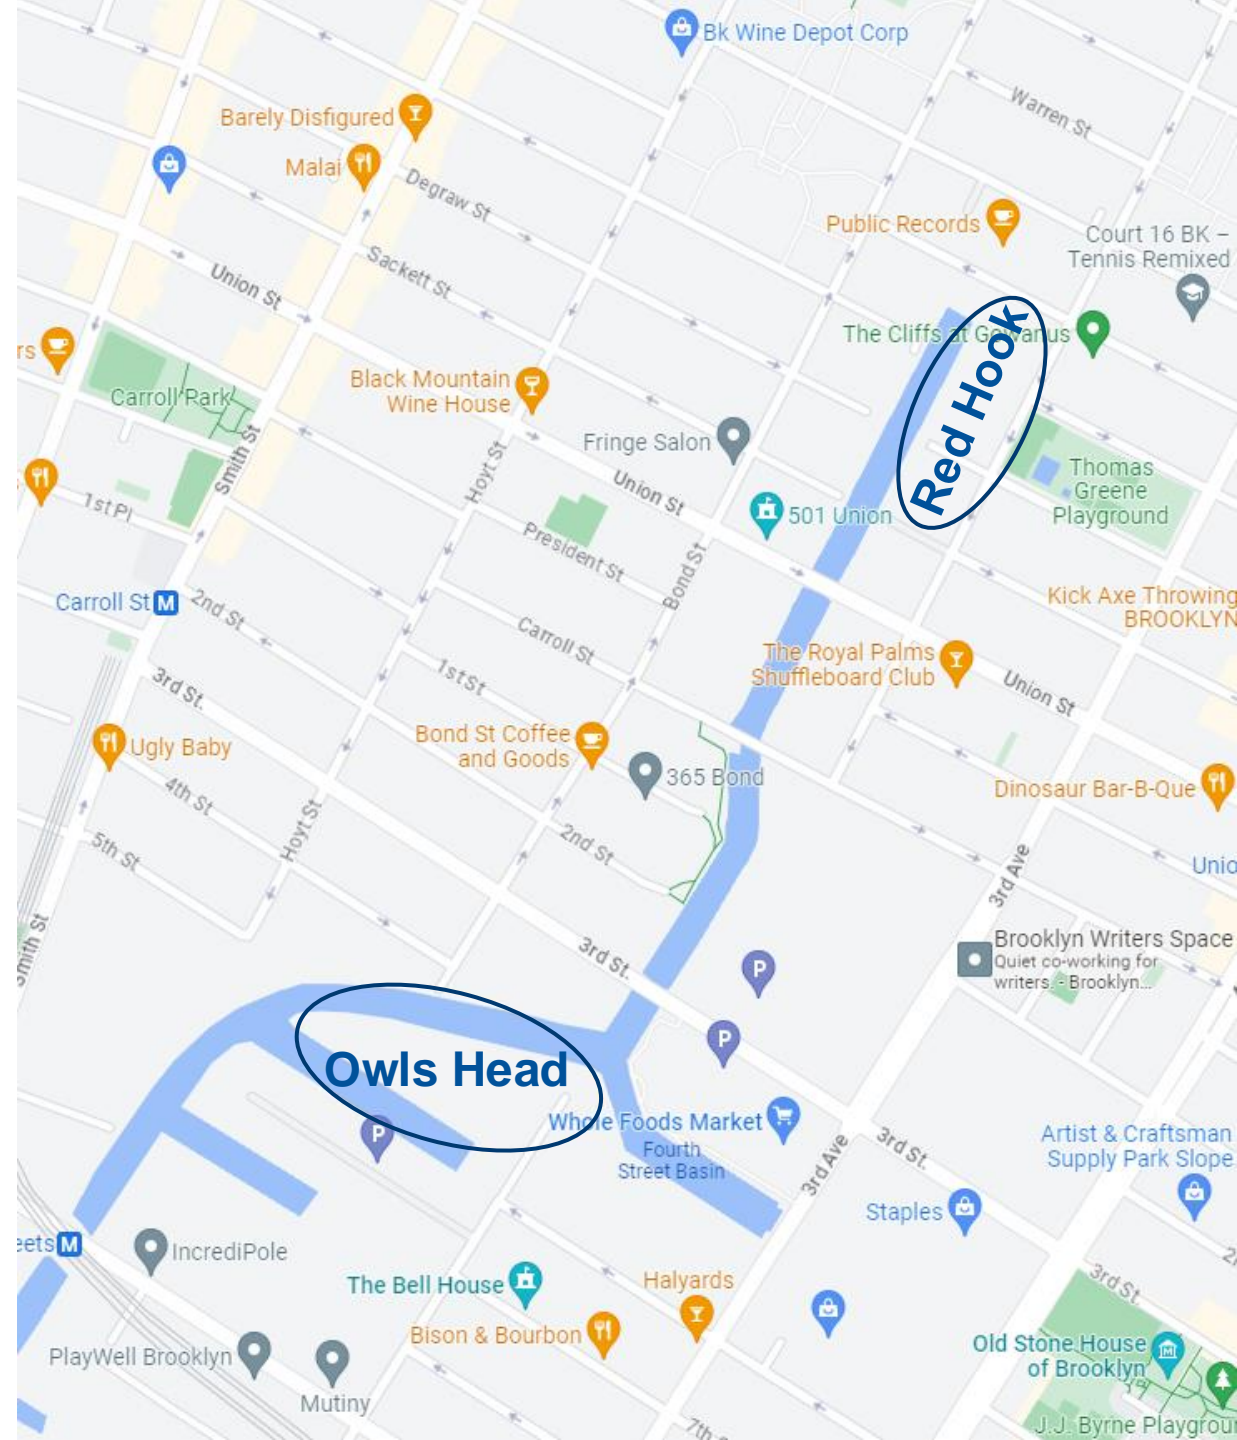 Bk Wine Depot Corp
Barely Disfigured
Warren St
Malai
Degraw St
Public Records
Court 16 BK –
Tennis Remixed
Sackett St
Union St
The Cliffs at Gowanus
Red Hook
rs
Carroll Park
Black Mountain
Wine House
Fringe Salon
Smith St
Hoyt St
Union St
Thomas
Greene
Playground
1st Pl
501 Union
President St
Bond St
Carroll St
M
2nd St
Kick Axe Throwing
BROOKLYN
Carroll St
The Royal Palms
Shuffleboard Club
1st St
3rd St.
Union St
Bond St Coffee
and Goods
Ugly Baby
365 Bond
4th St
Dinosaur Bar-B-Que
Hoyt St
2nd St
5th St
Unio
3rd Ave
Smith St
3rd St.
Brooklyn Writers Space
Quiet co-working for
writers. - Brooklyn...
P
P
Owls Head
P
Whole Foods Market
Fourth
Street Basin
3rd Ave
3rd St.
Artist & Craftsman
Supply Park Slope
Staples
eets
M
IncrediPole
The Bell House
Halyards
3rd St
Bison & Bourbon
PlayWell Brooklyn
Old Stone House
of Brooklyn
Mutiny
7th
J.J. Byrne Playgrou